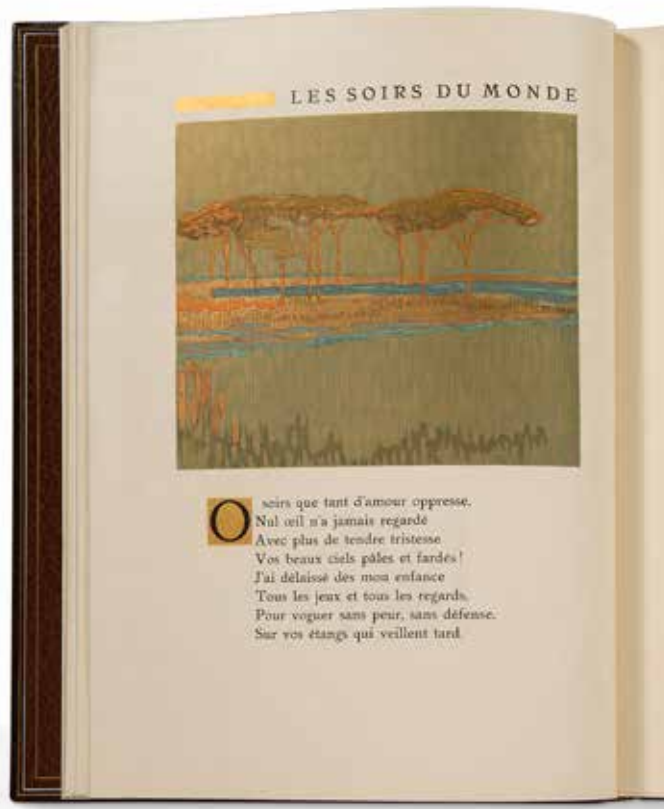 LES SOIRS DU MONDE
O soirs que tant d'amour oppresse,
Nul œil n'a jamais regardé
Avec plus de tendre tristesse
Vos beaux ciels pâles et fardés!
J'ai délaissé dès mon enfance
Tous les jeux et tous les regards,
Pour voguer sans peur, sans défense,
Sur vos étangs qui veillent tard.